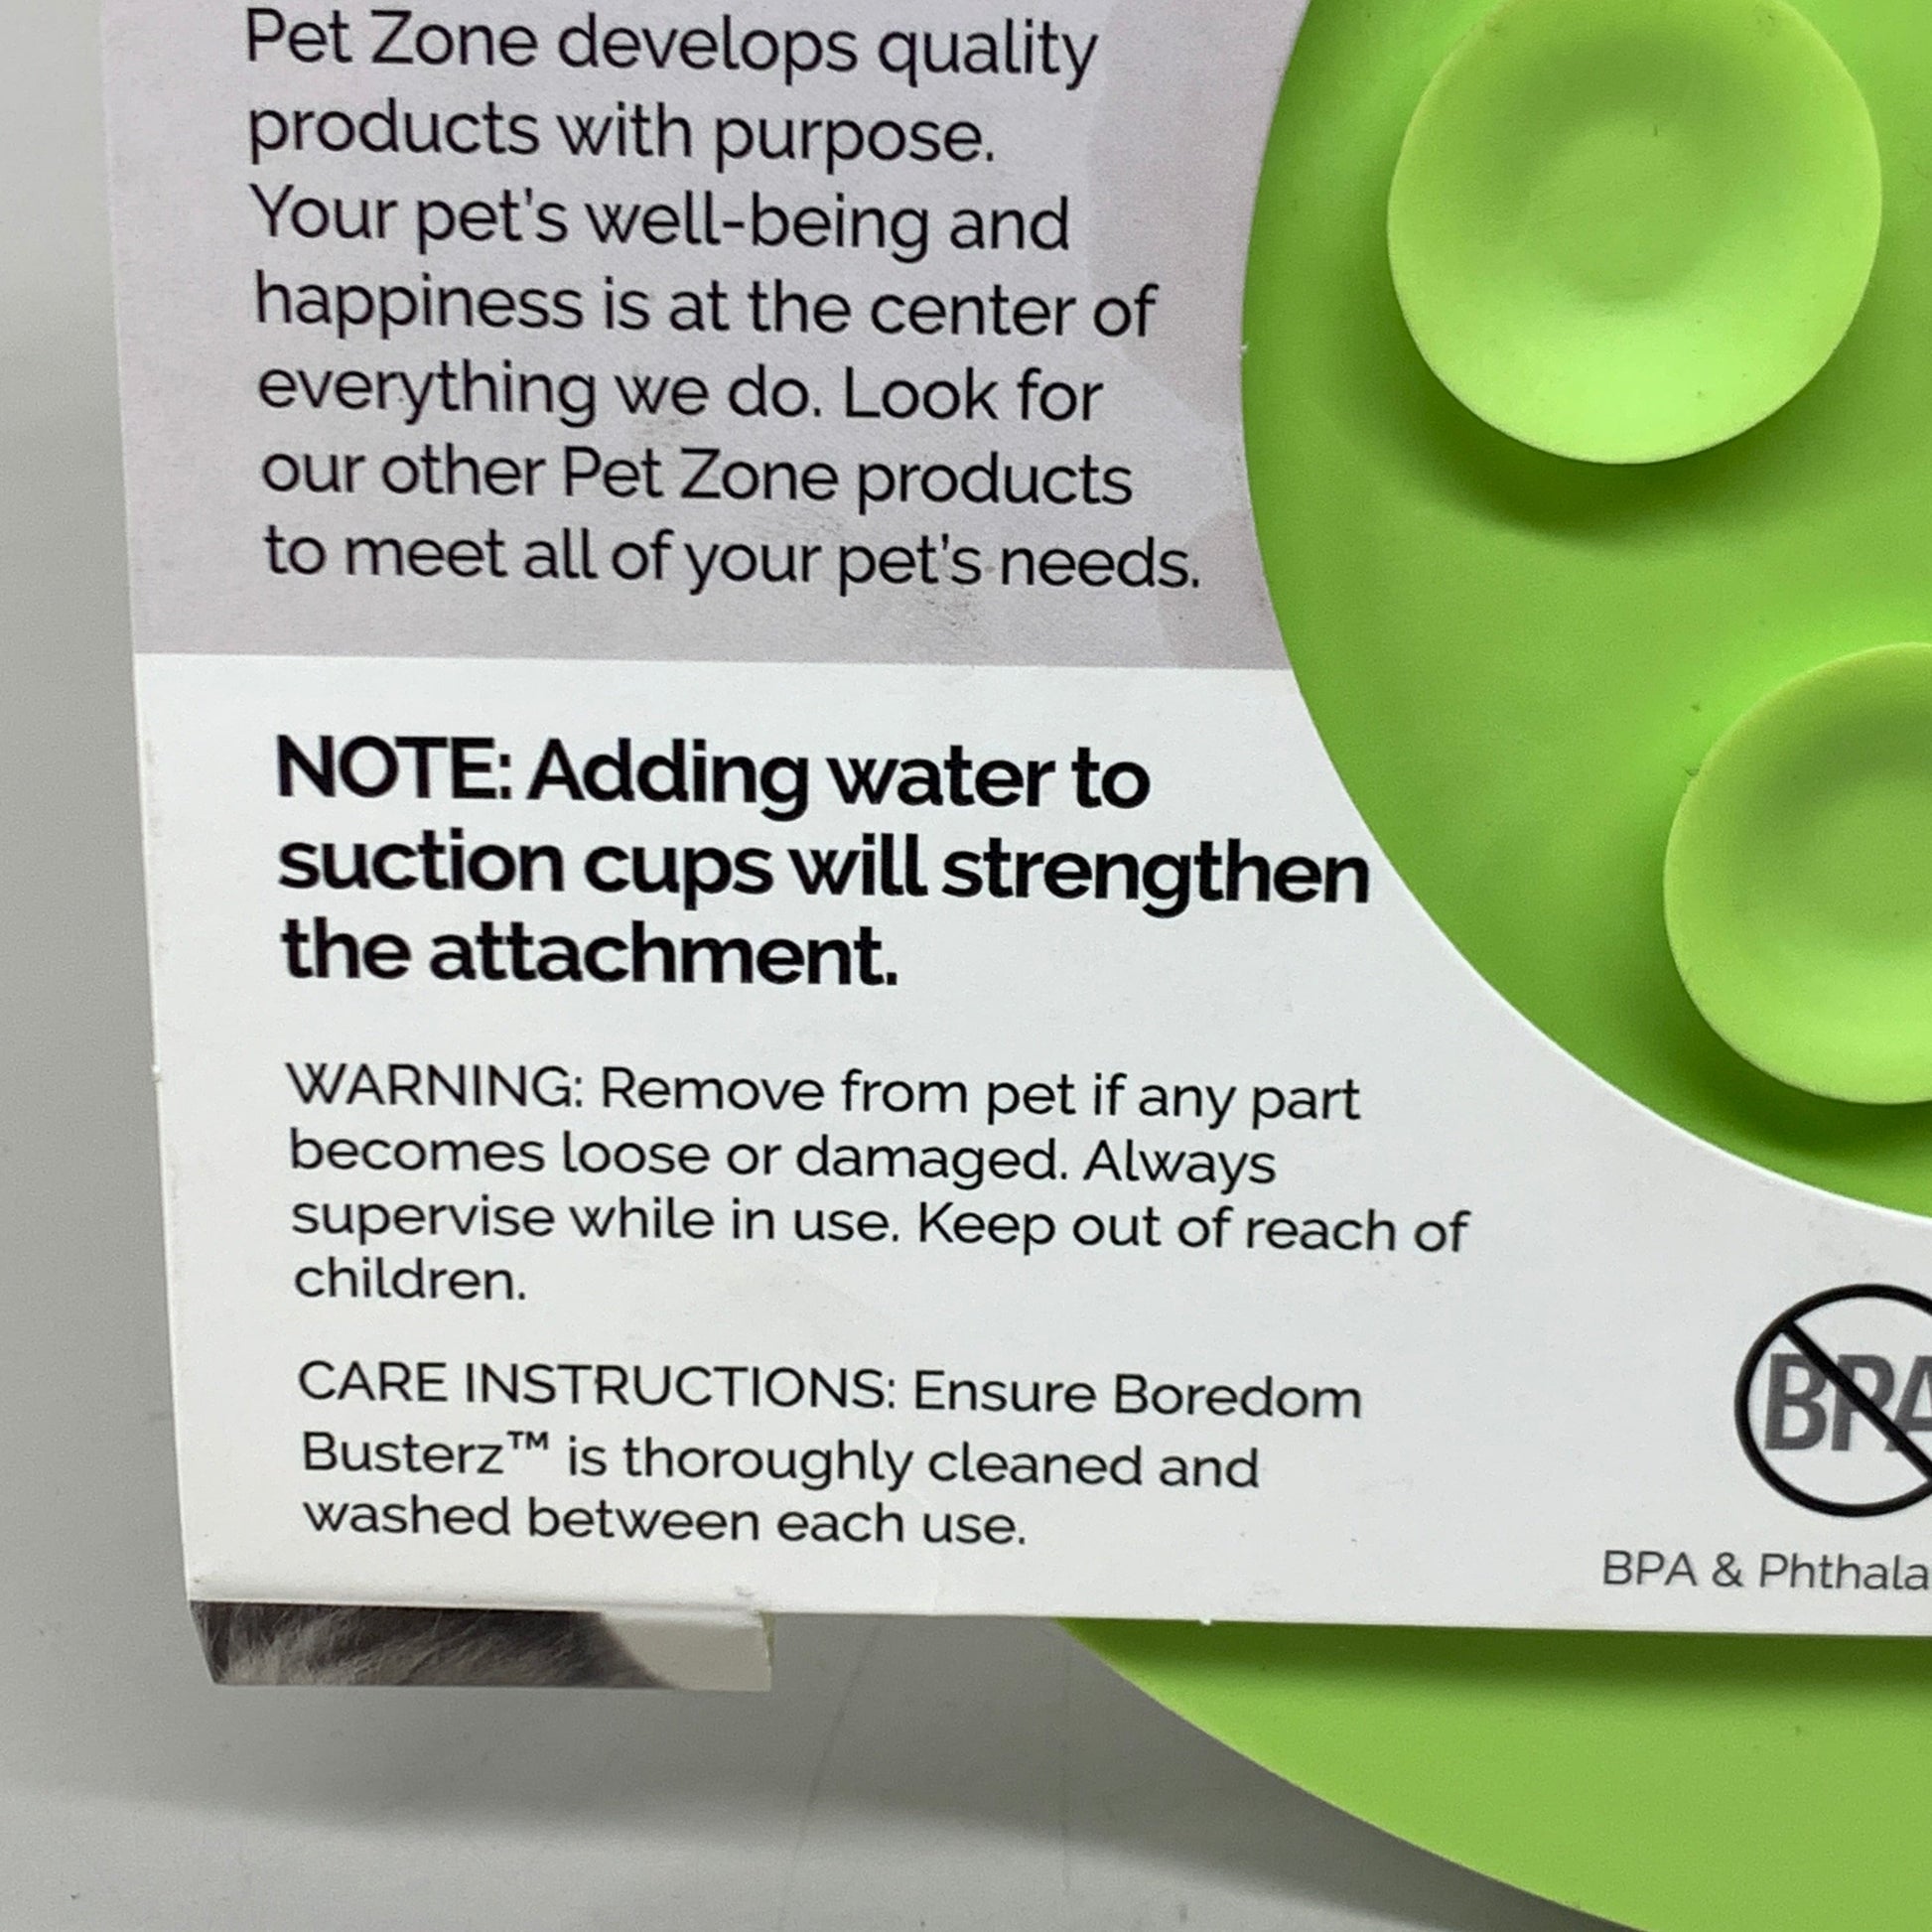 Pet Zone develops quality
products with purpose.
Your pet's well-being and
happiness is at the center of
everything we do. Look for
our other Pet Zone products
to meet all of your pet's needs.
NOTE: Adding water to
suction cups will strengthen
the attachment.
WARNING: Remove from pet if any part
becomes loose or damaged. Always
supervise while in use. Keep out of reach of
children.
CARE INSTRUCTIONS: Ensure Boredom
Busterz™ is thoroughly cleaned and
washed between each use.
BPA
BPA & Phthala